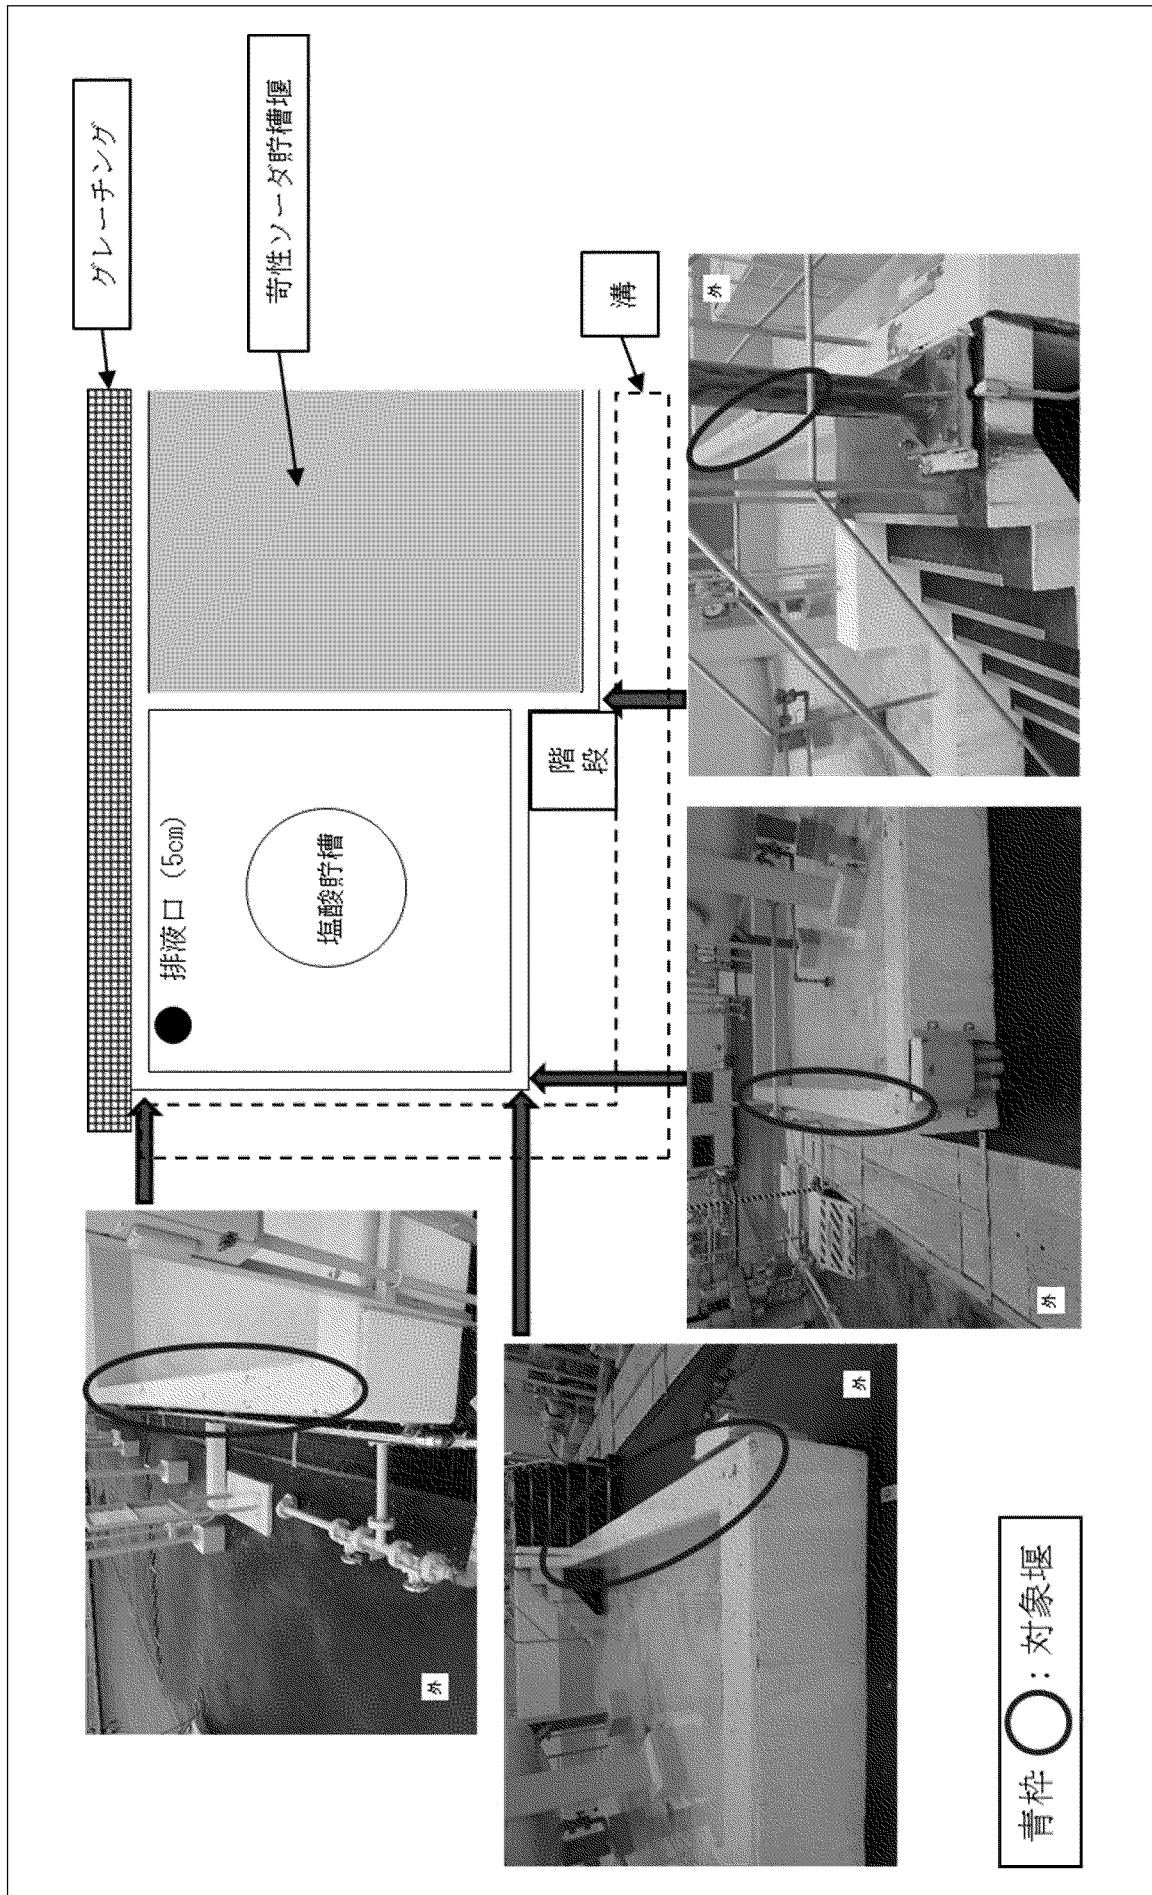 グレーチング
苛性ソーダ貯槽堰
溝
排液口 (5cm)
塩酸貯槽
階
段
外
外
外
外
青枠 : 対象堰